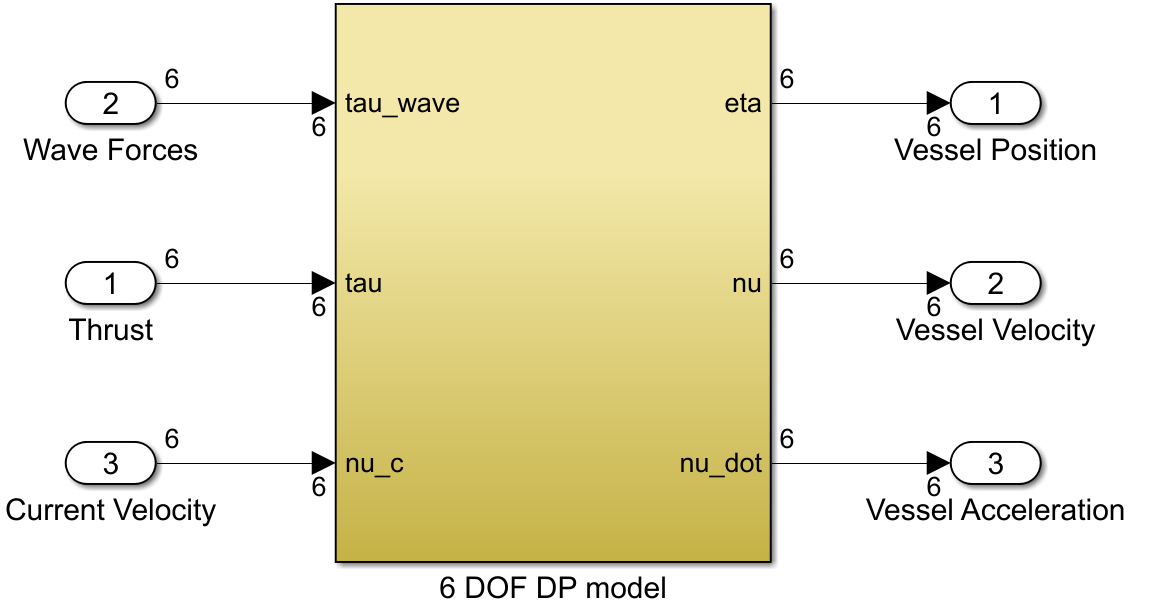 6 6
2 tau_wave eta 1
6 6
Wave Forces Vessel Position
6 6
1 tau nu 2
6 6
Thrust Vessel Velocity
6 6
3 nu_c nu_dot 3
6 6
Current Velocity Vessel Acceleration
6 DOF DP model